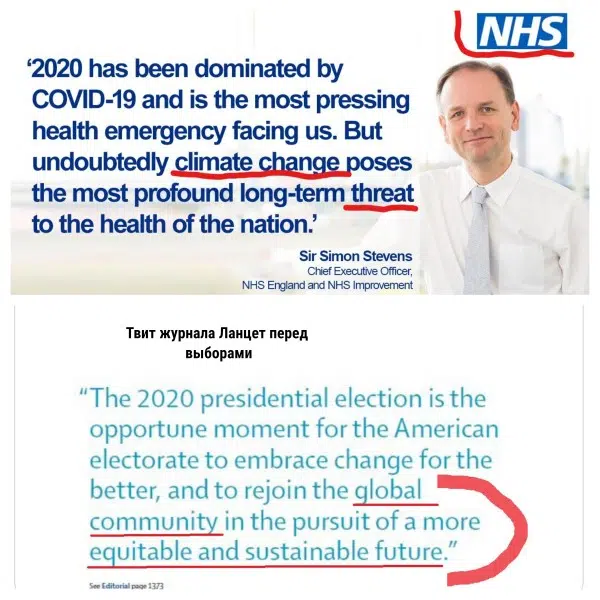 NHS
‘2020 has been dominated by
COVID-19 and is the most pressing
health emergency facing us. But
undoubtedly climate change poses
the most profound long-term threat
to the health of the nation.’
Sir Simon Stevens
Chief Executive Officer,
NHS England and NHS Improvement
Твит журнала Ланцет перед
выборами
“The 2020 presidential election is the
opportune moment for the American
electorate to embrace change for the
better, and to rejoin the global
community in the pursuit of a more
equitable and sustainable future.”
See Editorial page 1373